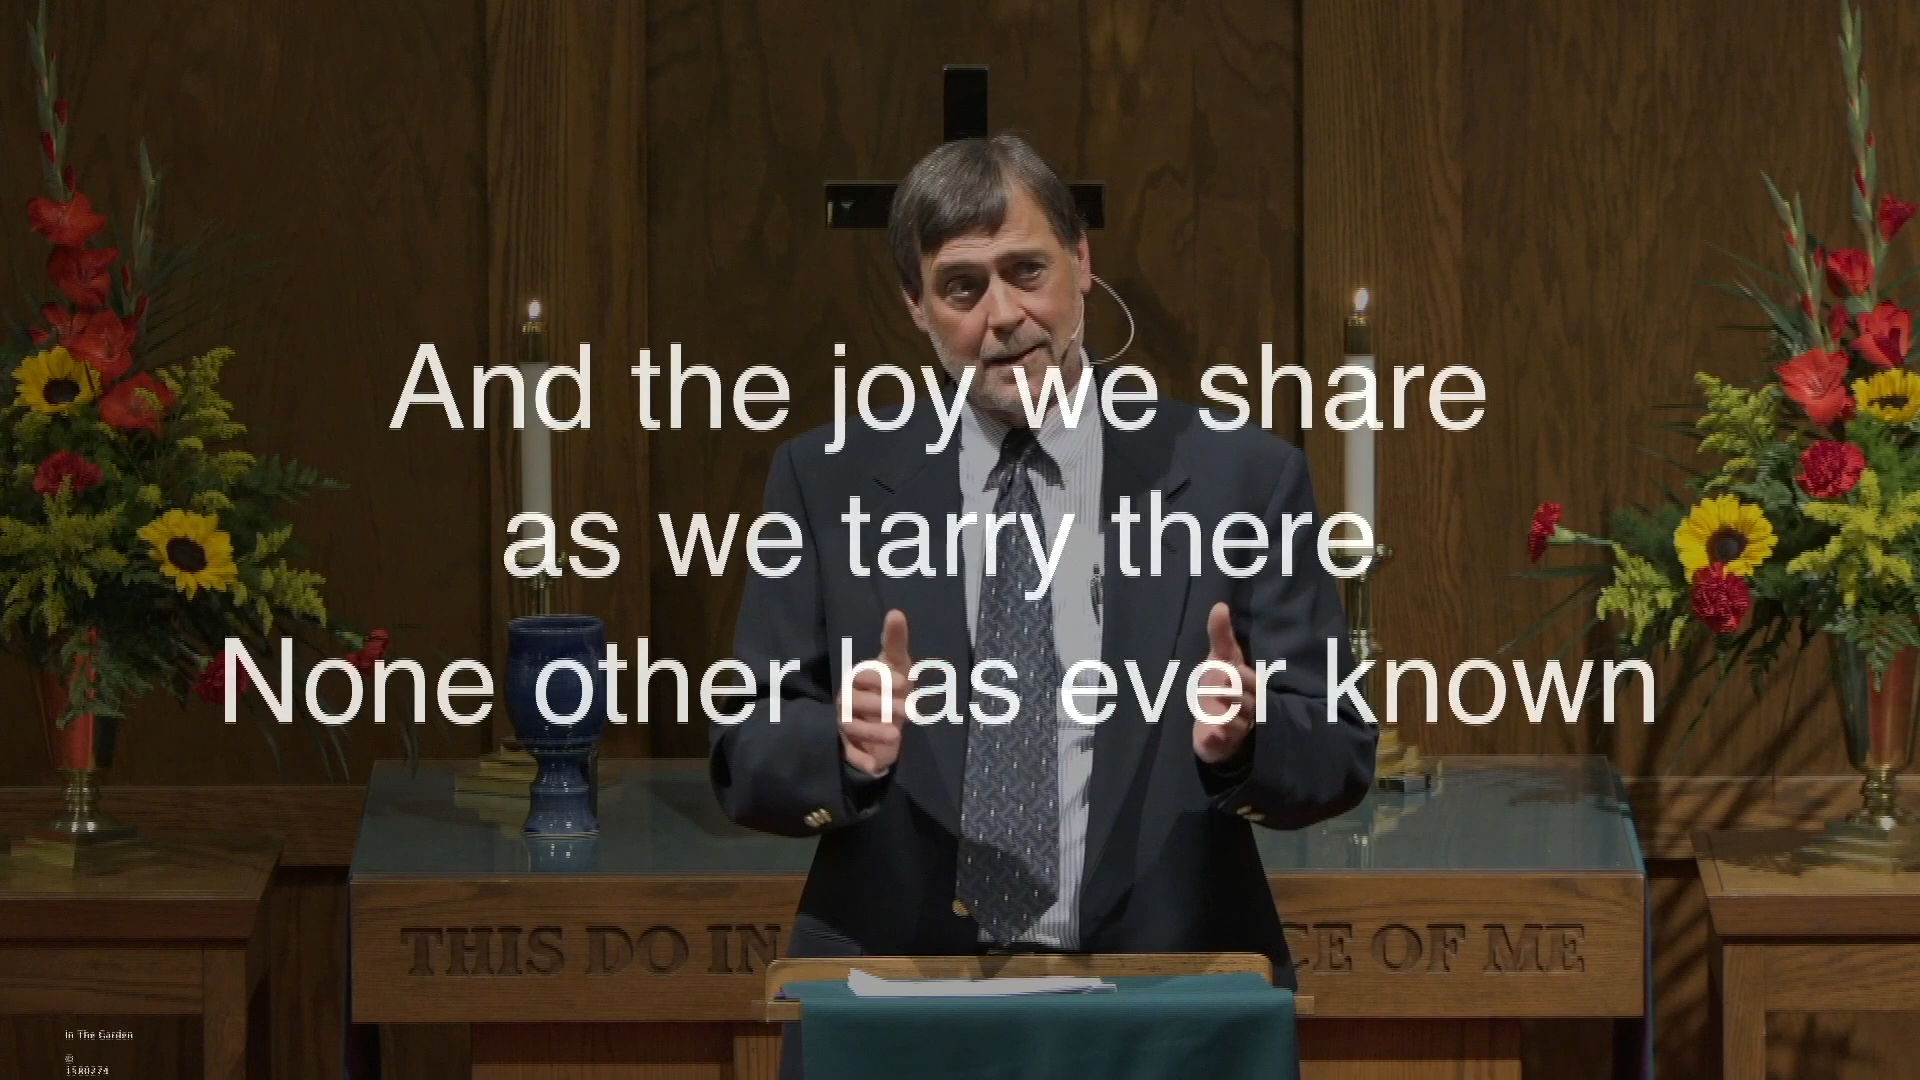 And the joy we share
as we tarry there
None other has ever known
THIS DO IN CE OF ME
In The Garden
©
1580274